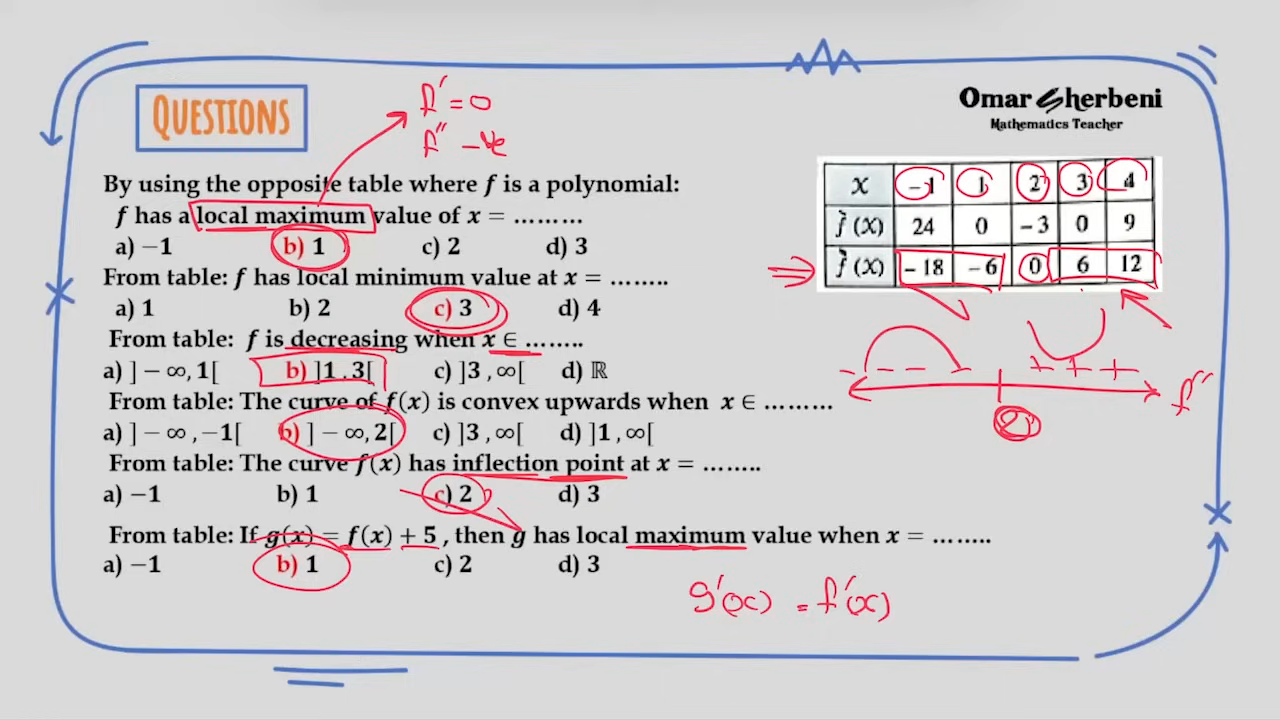 QUESTIONS
f′ = 0
f″ -ve
Omar Sherbeni
Mathematics Teacher
By using the opposite table where f is a polynomial:
f has a local maximum value of x = ………
a) −1 b) 1 c) 2 d) 3
From table: f has local minimum value at x = ……..
a) 1 b) 2 c) 3 d) 4
From table: f is decreasing when x ∈ ……..
a) ] − ∞, 1[ b) ]1 , 3[ c) ]3 , ∞[ d) ℝ
From table: The curve of f(x) is convex upwards when x ∈ ………
a) ] − ∞ , −1[ b) ] − ∞, 2[ c) ]3 , ∞[ d) ]1 , ∞[
From table: The curve f(x) has inflection point at x = ……..
a) −1 b) 1 c) 2 d) 3
From table: If g(x) = f(x) + 5 , then g has local maximum value when x = ……..
a) −1 b) 1 c) 2 d) 3
x −1 1 2 3 4
f′(x) 24 0 −3 0 9
f″(x) −18 −6 0 6 12
- - - - + + + f″
2
g′(x) = f′(x)